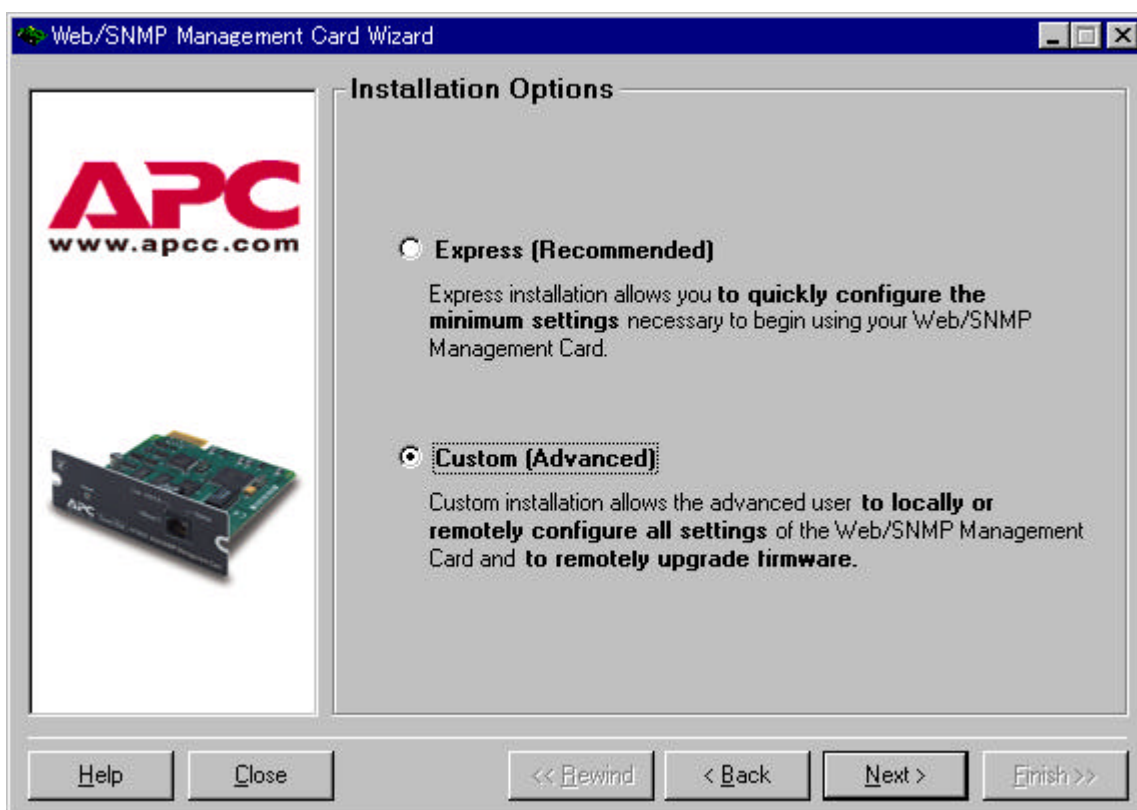 Web/SNMP Management Card Wizard
Installation Options
APC
www.apcc.com
Express (Recommended)
Express installation allows you to quickly configure the
minimum settings necessary to begin using your Web/SNMP
Management Card.
Custom (Advanced)
Custom installation allows the advanced user to locally or
remotely configure all settings of the Web/SNMP Management
Card and to remotely upgrade firmware.
APC
Help
Close
<< Rewind
< Back
Next >
Finish >>